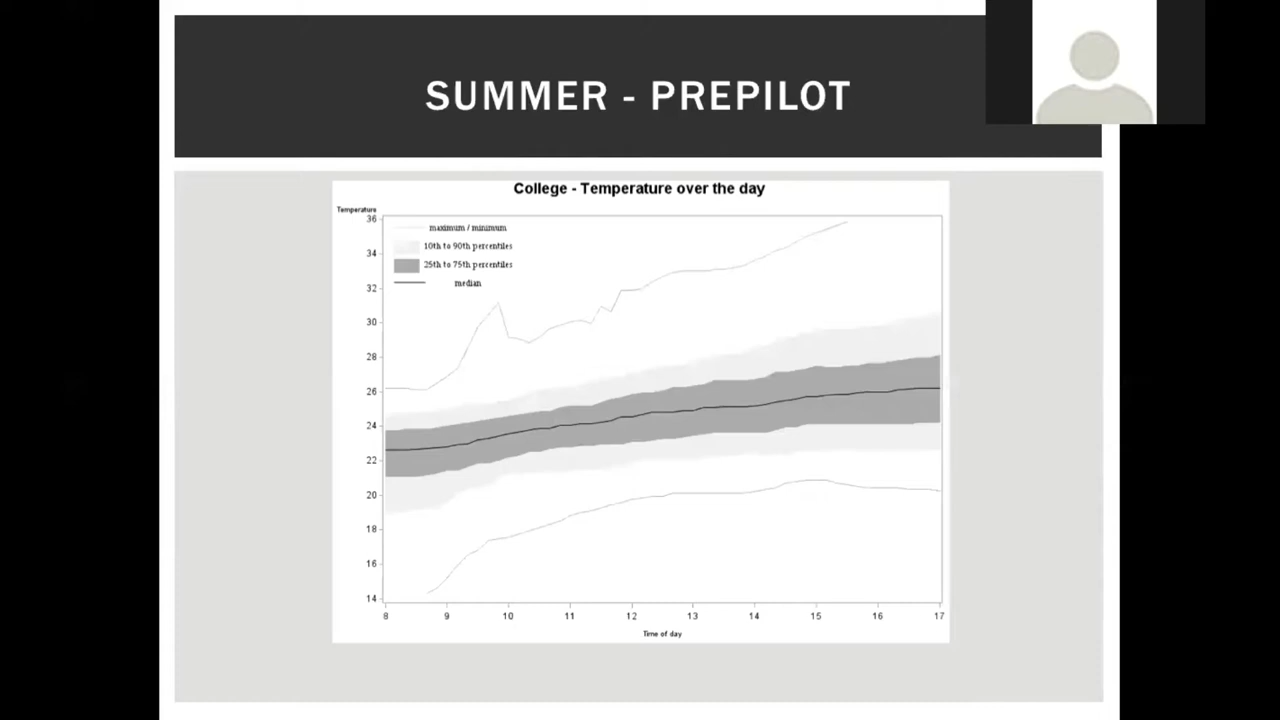 SUMMER - PREPILOT
College - Temperature over the day
Temperature
36
34
32
30
28
26
24
22
20
18
16
14
maximum / minimum
10th to 90th percentiles
25th to 75th percentiles
median
8 9 10 11 12 13 14 15 16 17
Time of day